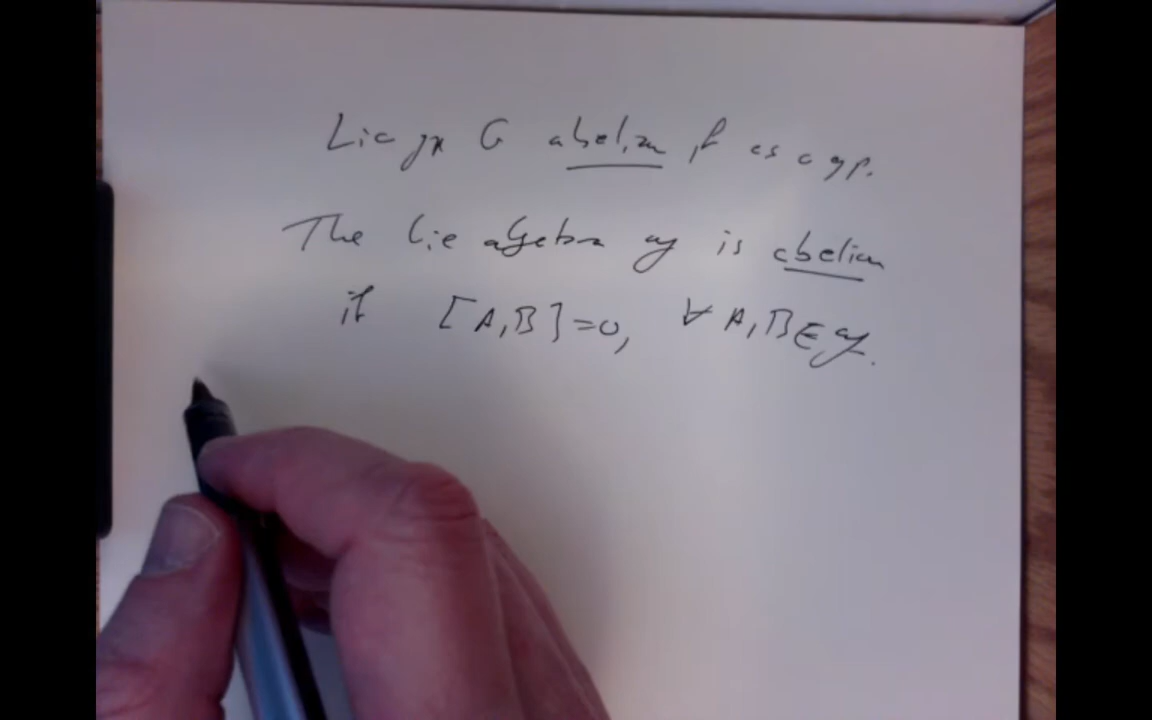 Lie gp G abelian if as a gp.
The Lie algebra 𝔤 is abelian
if [A,B]=0, ∀ A,B∈𝔤.